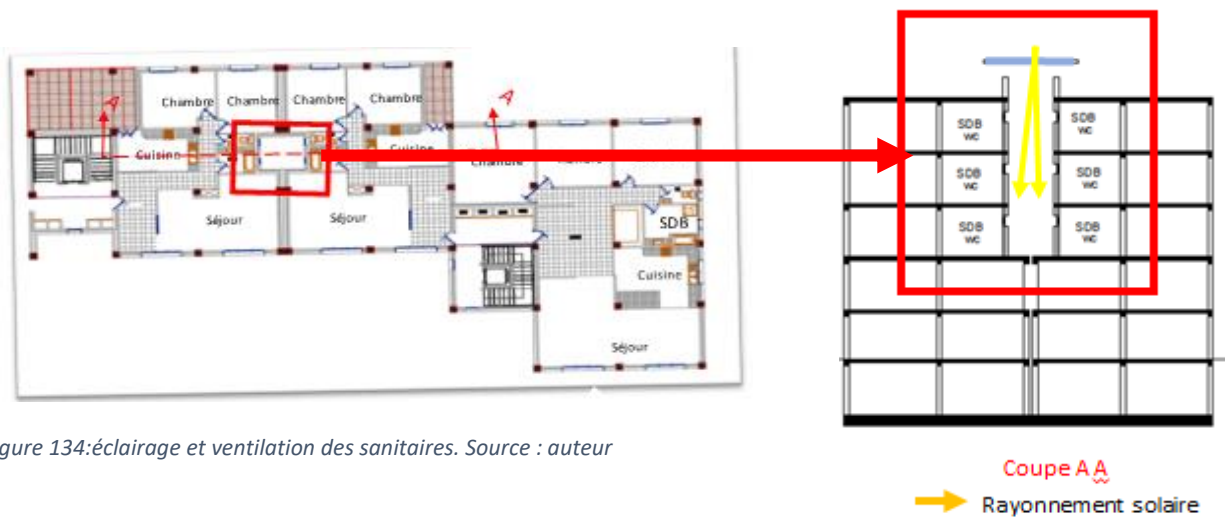 Chambre Chambre Chambre Chambre
A A
Cuisine Cuisine Chambre
Séjour Séjour
SDB
Cuisine
Séjour
SDB WC SDB WC
SDB WC SDB WC
SDB WC SDB WC
gure 134:éclairage et ventilation des sanitaires. Source : auteur
Coupe A A
Rayonnement solaire